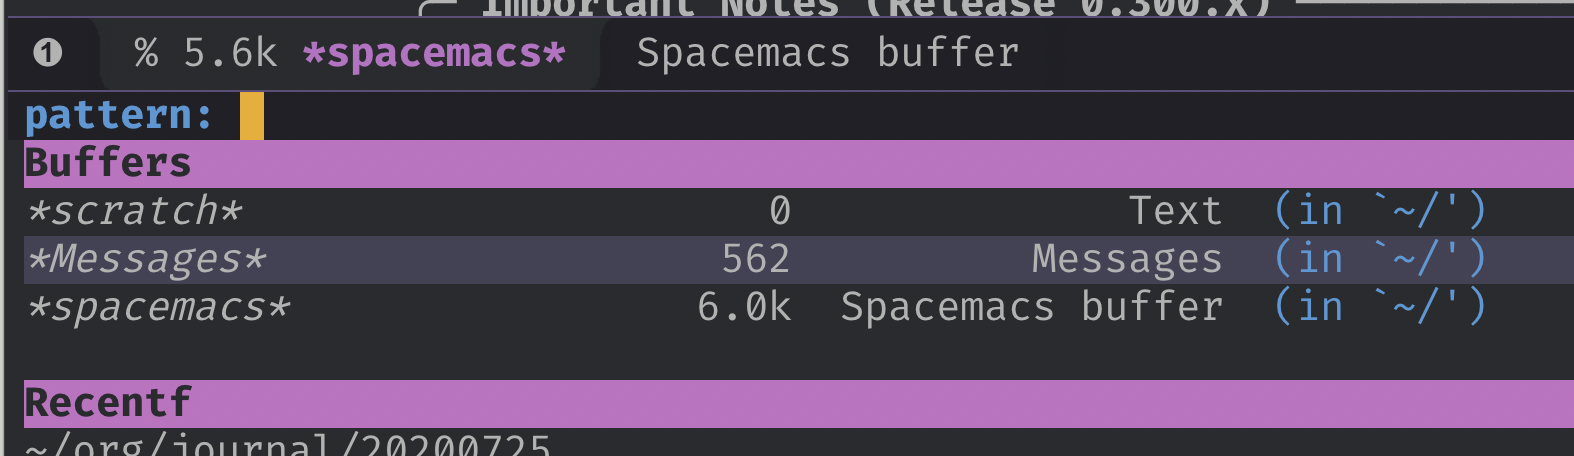 Important Notes (Release 0.300.x)
❶ % 5.6k *spacemacs* Spacemacs buffer
pattern:
Buffers
*scratch* 0 Text (in `~/')
*Messages* 562 Messages (in `~/')
*spacemacs* 6.0k Spacemacs buffer (in `~/')
Recentf
~/org/journal/20200725